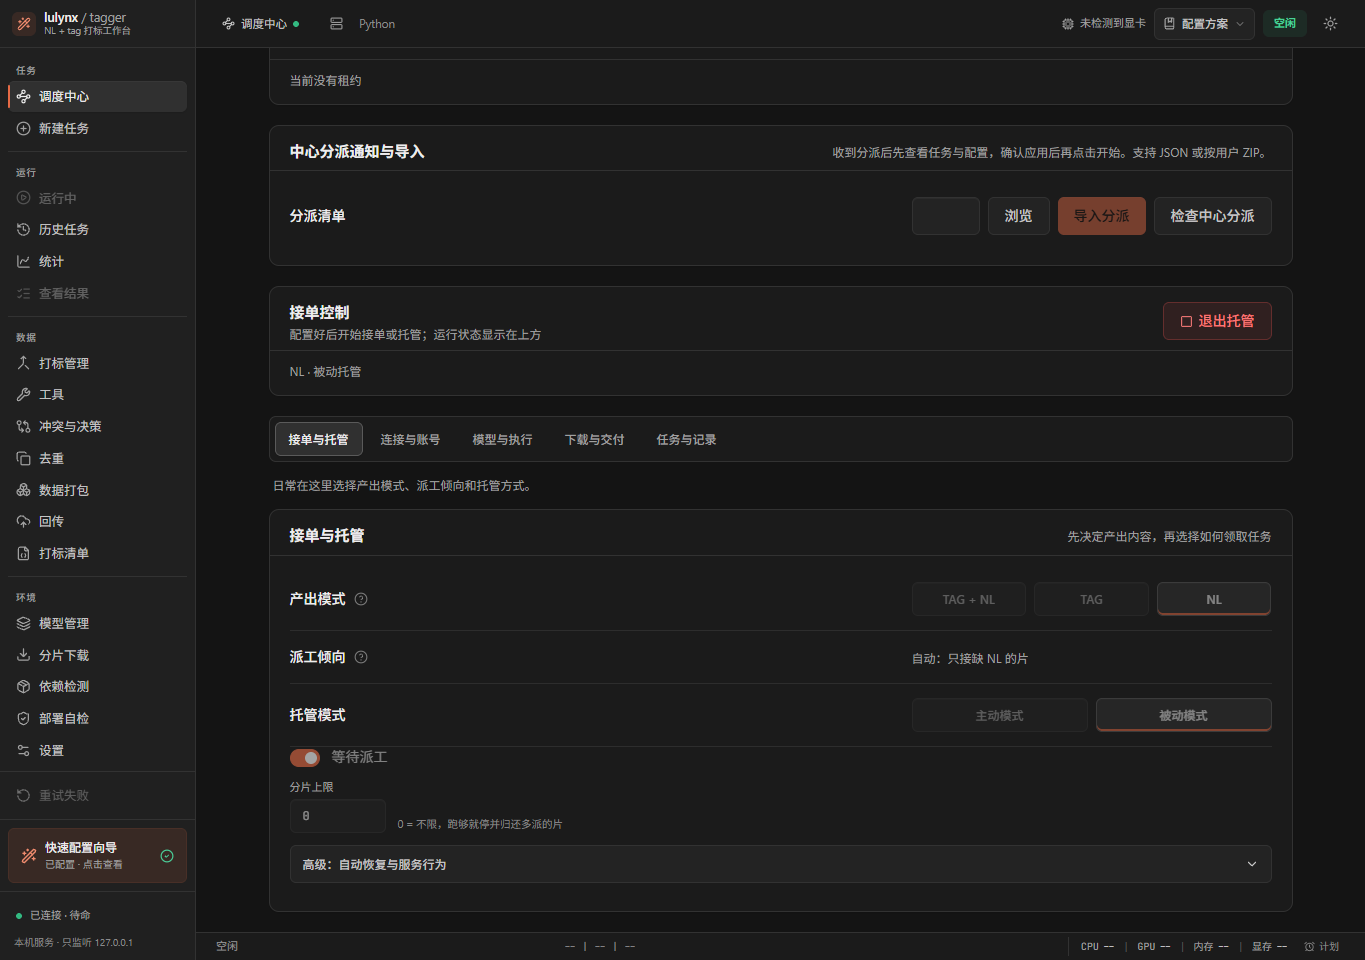 lulynx / tagger
NL + tag 打标工作台
调度中心
Python
未检测到显卡
配置方案
空闲
任务
调度中心
新建任务
运行
运行中
历史任务
统计
查看结果
数据
打标管理
工具
冲突与决策
去重
数据打包
回传
打标清单
环境
模型管理
分片下载
依赖检测
部署自检
设置
重试失败
快速配置向导
已配置 · 点击查看
已连接 · 待命
本机服务 · 只监听 127.0.0.1
当前没有租约
中心分派通知与导入
收到分派后先查看任务与配置，确认应用后再点击开始。支持 JSON 或按用户 ZIP。
分派清单
浏览
导入分派
检查中心分派
接单控制
配置好后开始接单或托管；运行状态显示在上方
退出托管
NL · 被动托管
接单与托管
连接与账号
模型与执行
下载与交付
任务与记录
日常在这里选择产出模式、派工倾向和托管方式。
接单与托管
先决定产出内容，再选择如何领取任务
产出模式
TAG + NL
TAG
NL
派工倾向
自动：只接缺 NL 的片
托管模式
主动模式
被动模式
等待派工
分片上限
0
0 = 不限，跑够就停并归还多派的片
高级：自动恢复与服务行为
空闲
-- | -- | --
CPU -- | GPU -- | 内存 -- | 显存 --
计划